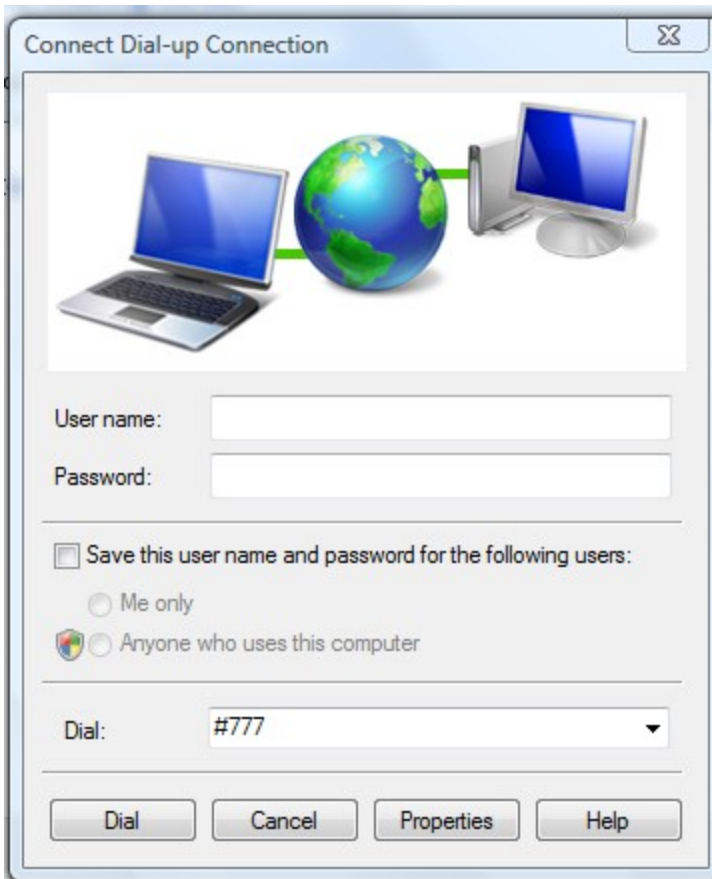 Connect Dial-up Connection
User name:
Password:
Save this user name and password for the following users:
Me only
Anyone who uses this computer
Dial: #777
Dial Cancel Properties Help